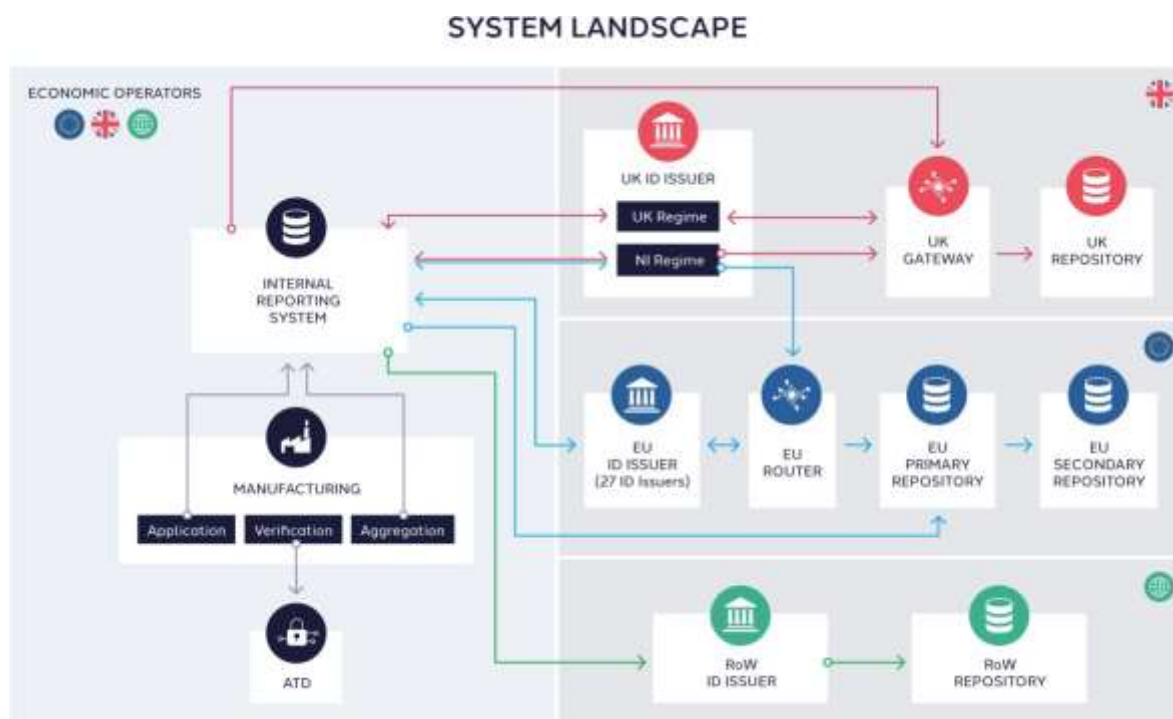 SYSTEM LANDSCAPE
ECONOMIC OPERATORS
UK ID ISSUER
UK Regime
NI Regime
UK
GATEWAY
UK
REPOSITORY
INTERNAL
REPORTING
SYSTEM
EU
ID ISSUER
(27 ID Issuers)
EU
ROUTER
EU
PRIMARY
REPOSITORY
EU
SECONDARY
REPOSITORY
MANUFACTURING
Application
Verification
Aggregation
ATD
RoW
ID ISSUER
RoW
REPOSITORY